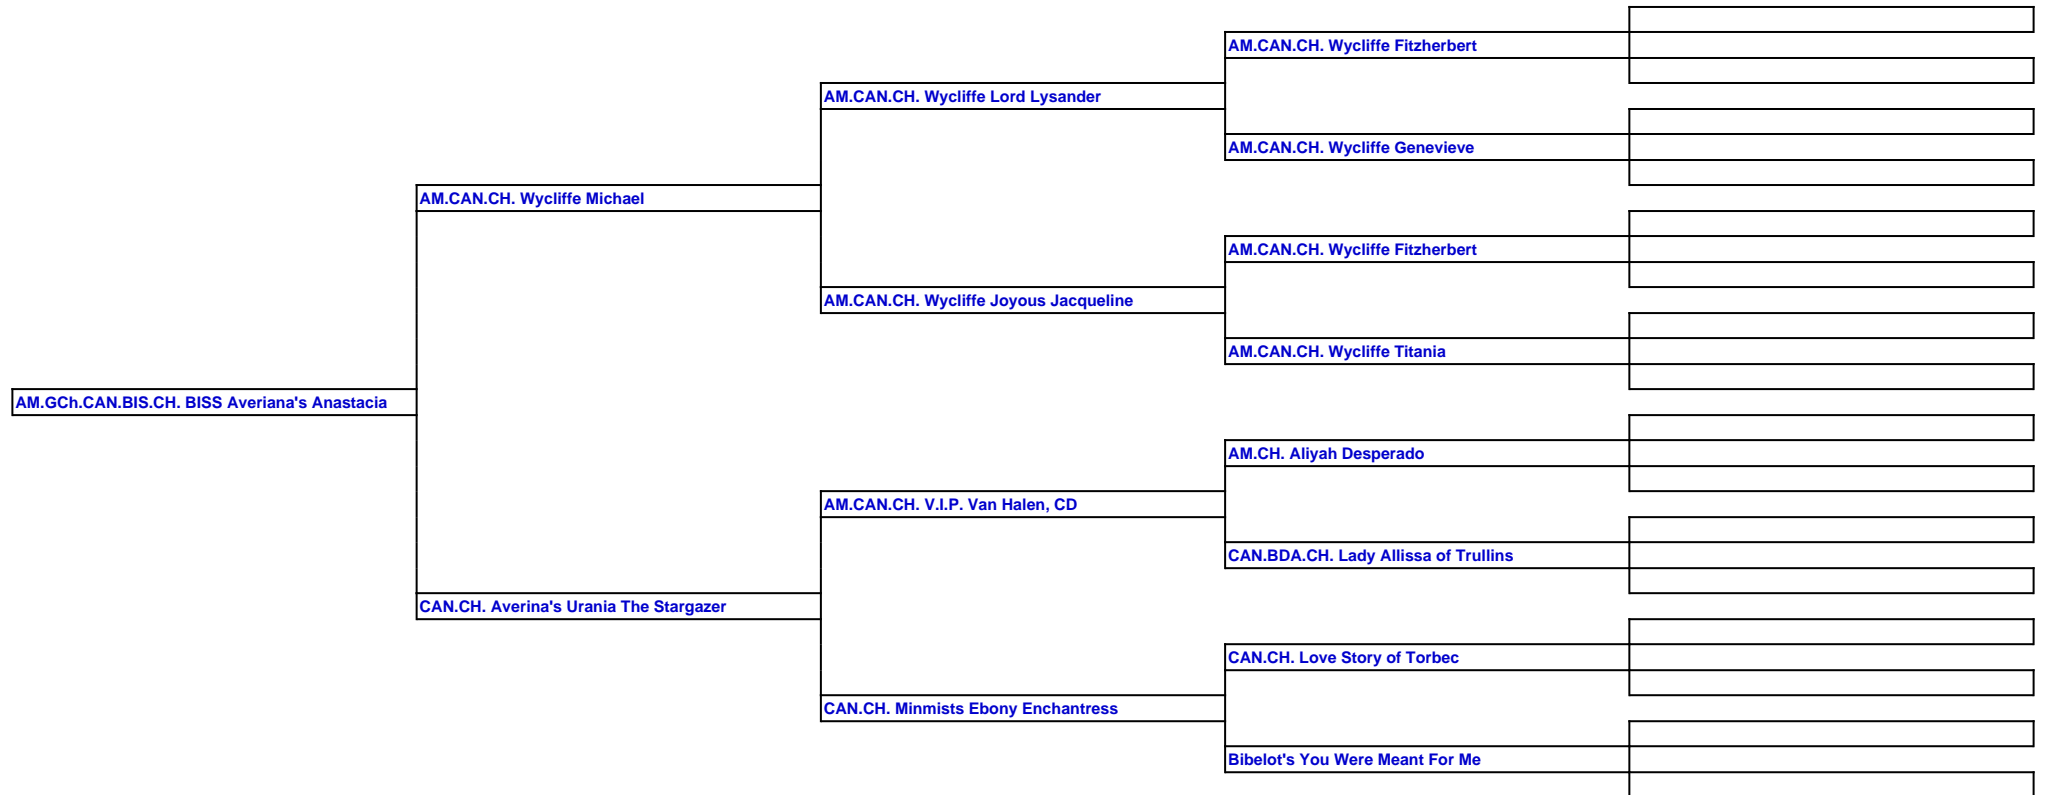 AM.CAN.CH. Wycliffe Fitzherbert
AM.CAN.CH. Wycliffe Lord Lysander
AM.CAN.CH. Wycliffe Genevieve
AM.CAN.CH. Wycliffe Michael
AM.CAN.CH. Wycliffe Fitzherbert
AM.CAN.CH. Wycliffe Joyous Jacqueline
AM.CAN.CH. Wycliffe Titania
AM.GCh.CAN.BIS.CH. BISS Averiana's Anastacia
AM.CH. Aliyah Desperado
AM.CAN.CH. V.I.P. Van Halen, CD
CAN.BDA.CH. Lady Allissa of Trullins
CAN.CH. Averina's Urania The Stargazer
CAN.CH. Love Story of Torbec
CAN.CH. Minmists Ebony Enchantress
Bibelot's You Were Meant For Me